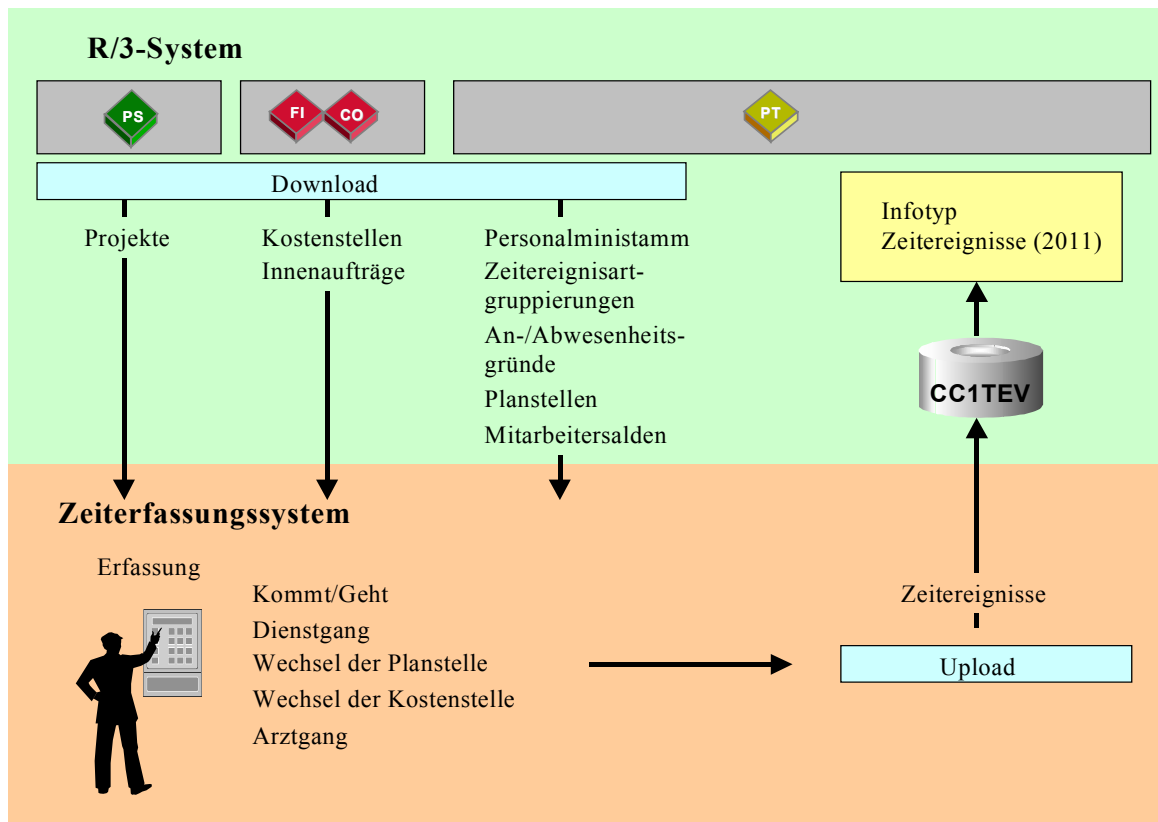 R/3-System
PS
FI
CO
PT
Download
Projekte
Kostenstellen
Innenaufträge
Personalministamm
Zeitereignisart-
gruppierungen
An-/Abwesenheits-
gründe
Planstellen
Mitarbeitersalden
Infotyp
Zeitereignisse (2011)
CC1TEV
Zeiterfassungssystem
Erfassung
Kommt/Geht
Dienstgang
Wechsel der Planstelle
Wechsel der Kostenstelle
Arztgang
Zeitereignisse
Upload